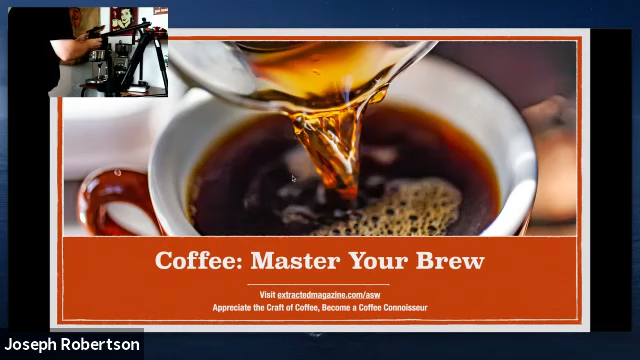 Coffee: Master Your Brew
Visit extractedmagazine.com/asw
Appreciate the Craft of Coffee, Become a Coffee Connoisseur
Joseph Robertson